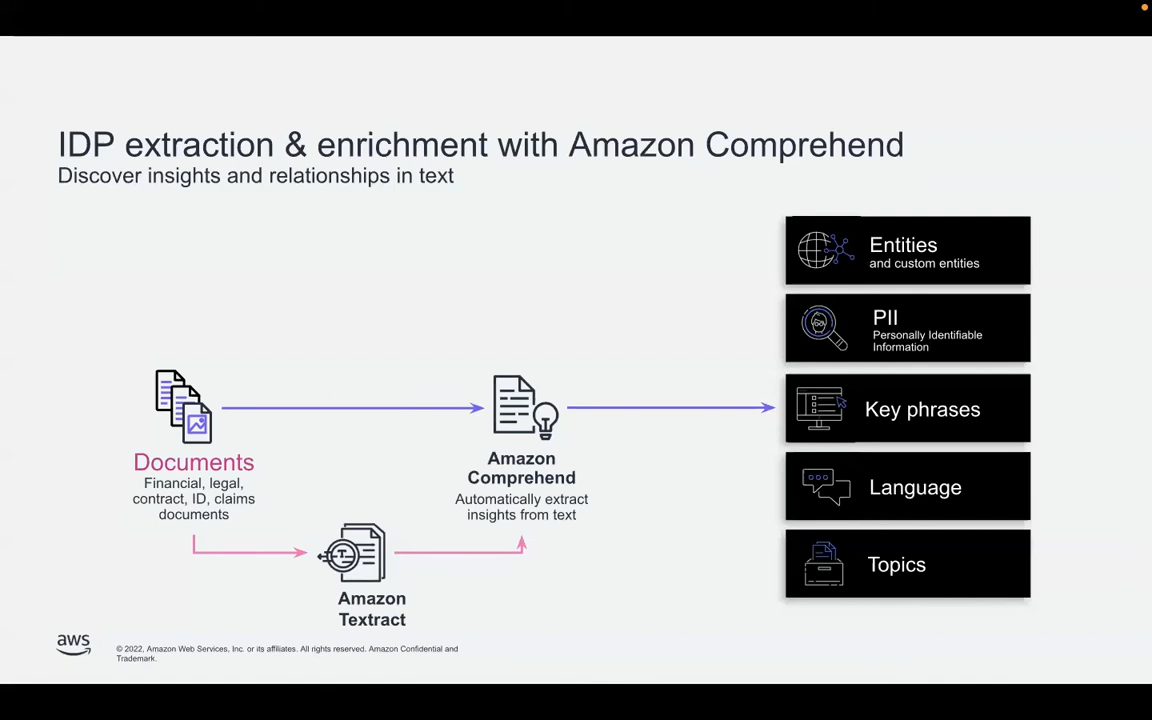 IDP extraction & enrichment with Amazon Comprehend
Discover insights and relationships in text
Entities
and custom entities
PII
Personally Identifiable
Information
Key phrases
Language
Topics
Documents
Financial, legal,
contract, ID, claims
documents
Amazon
Comprehend
Automatically extract
insights from text
Amazon
Textract
aws
© 2022, Amazon Web Services, Inc. or its affiliates. All rights reserved. Amazon Confidential and
Trademark.